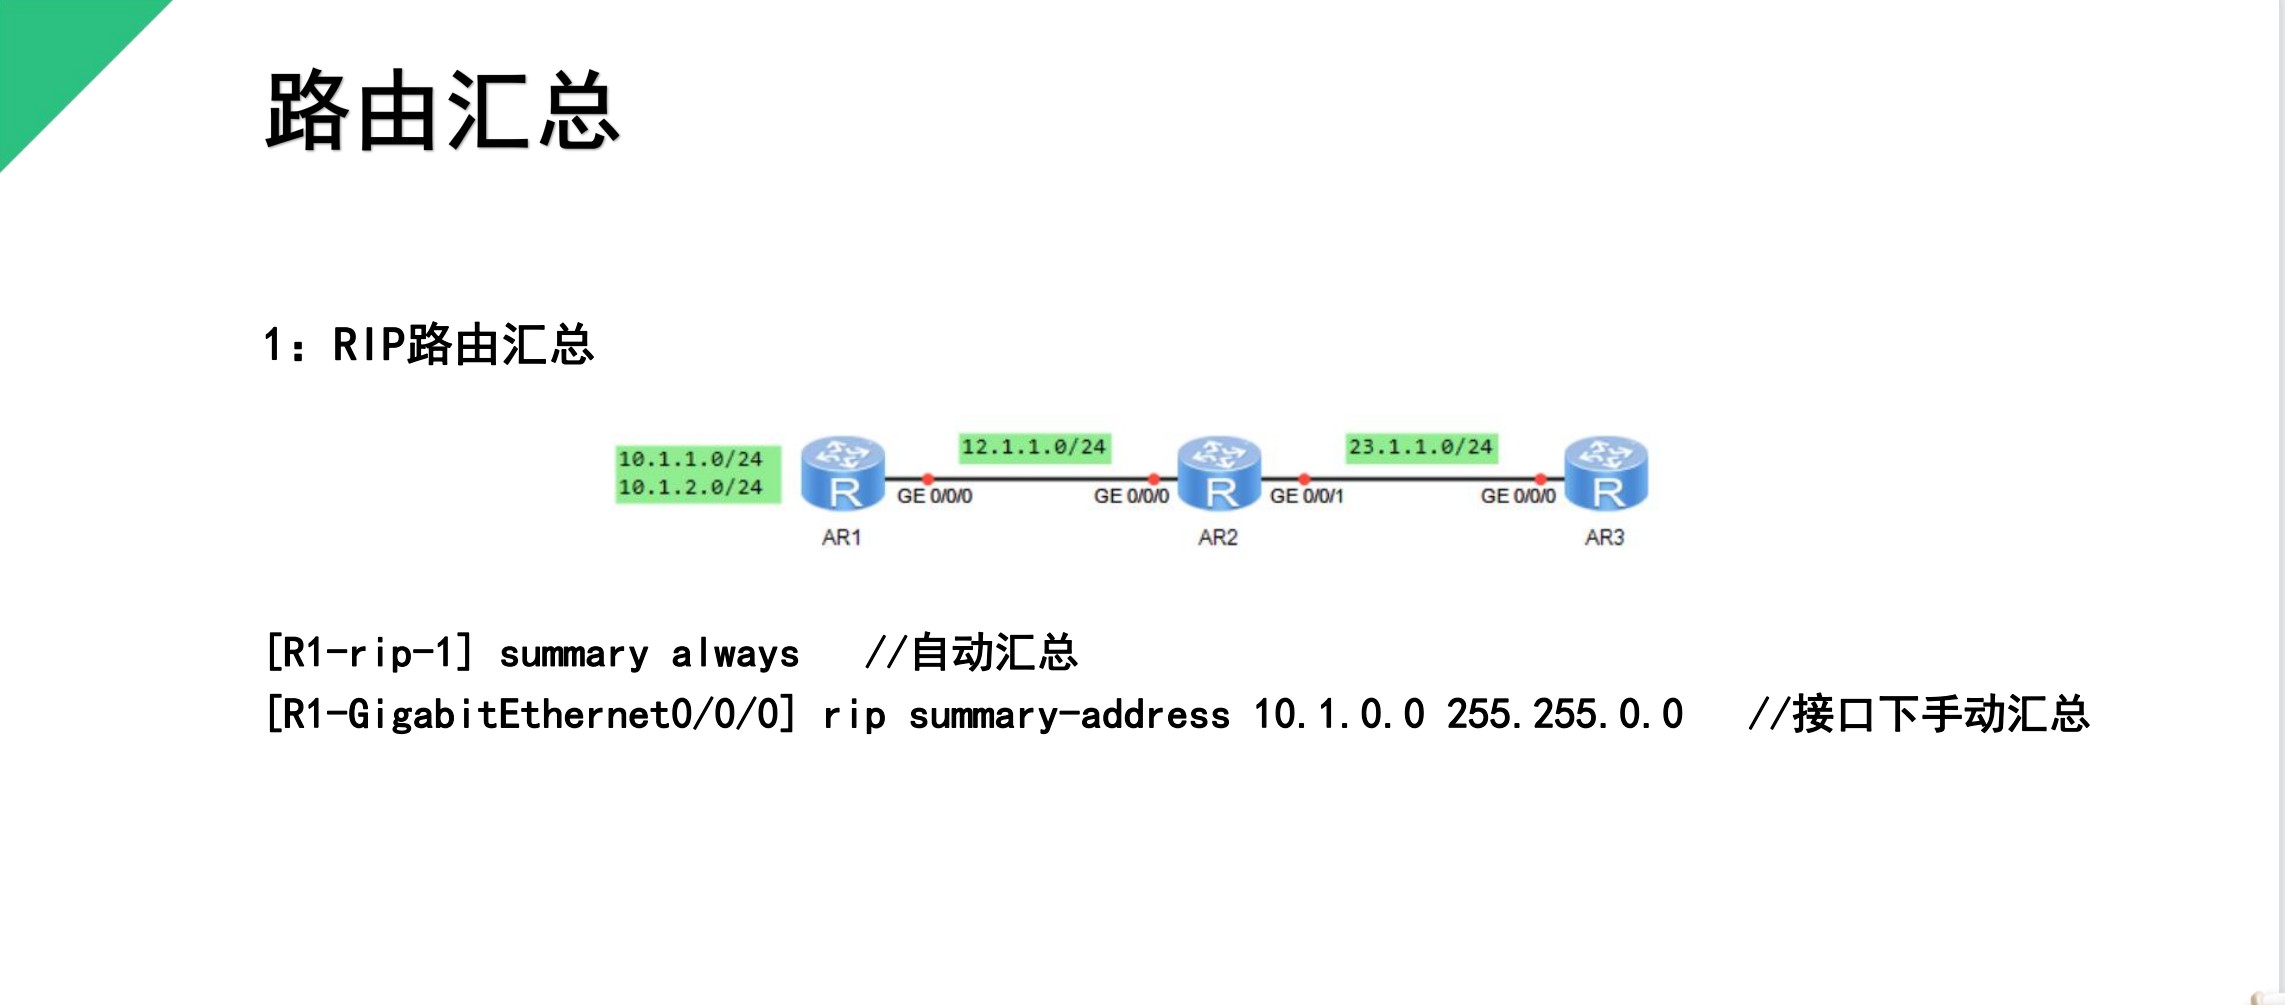 路由汇总
1：RIP路由汇总
10.1.1.0/24
10.1.2.0/24
12.1.1.0/24
23.1.1.0/24
R
R
R
GE 0/0/0
GE 0/0/0
GE 0/0/1
GE 0/0/0
AR1
AR2
AR3
[R1-rip-1] summary always //自动汇总
[R1-GigabitEthernet0/0/0] rip summary-address 10.1.0.0 255.255.0.0 //接口下手动汇总